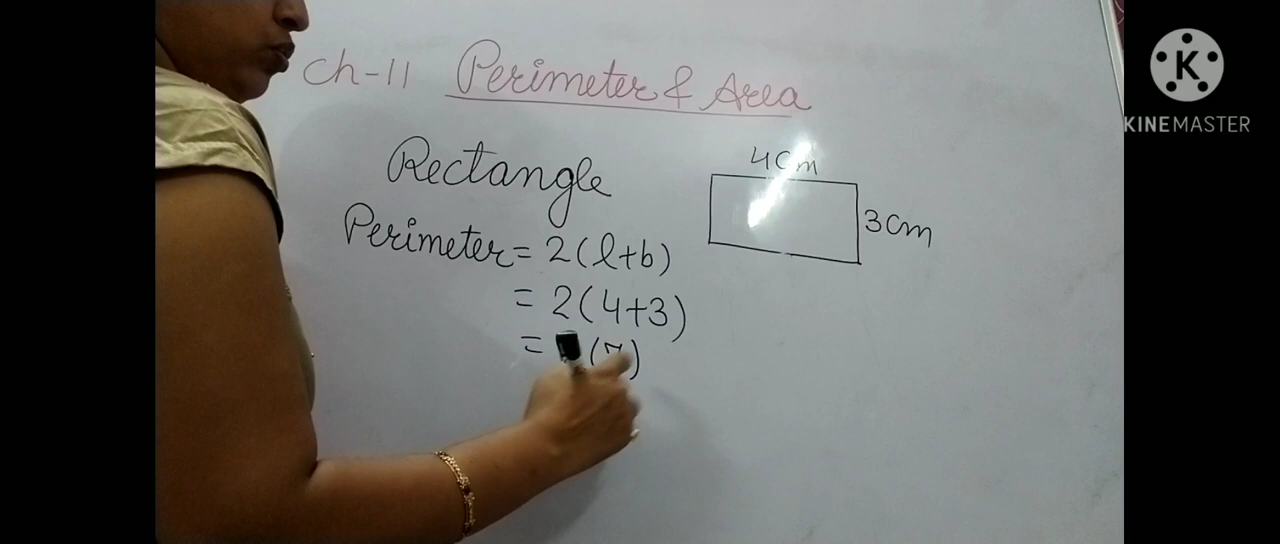 Ch-11 Perimeter & Area
Rectangle
4cm
3cm
Perimeter = 2(l+b)
= 2(4+3)
= (7)
K
KINEMASTER